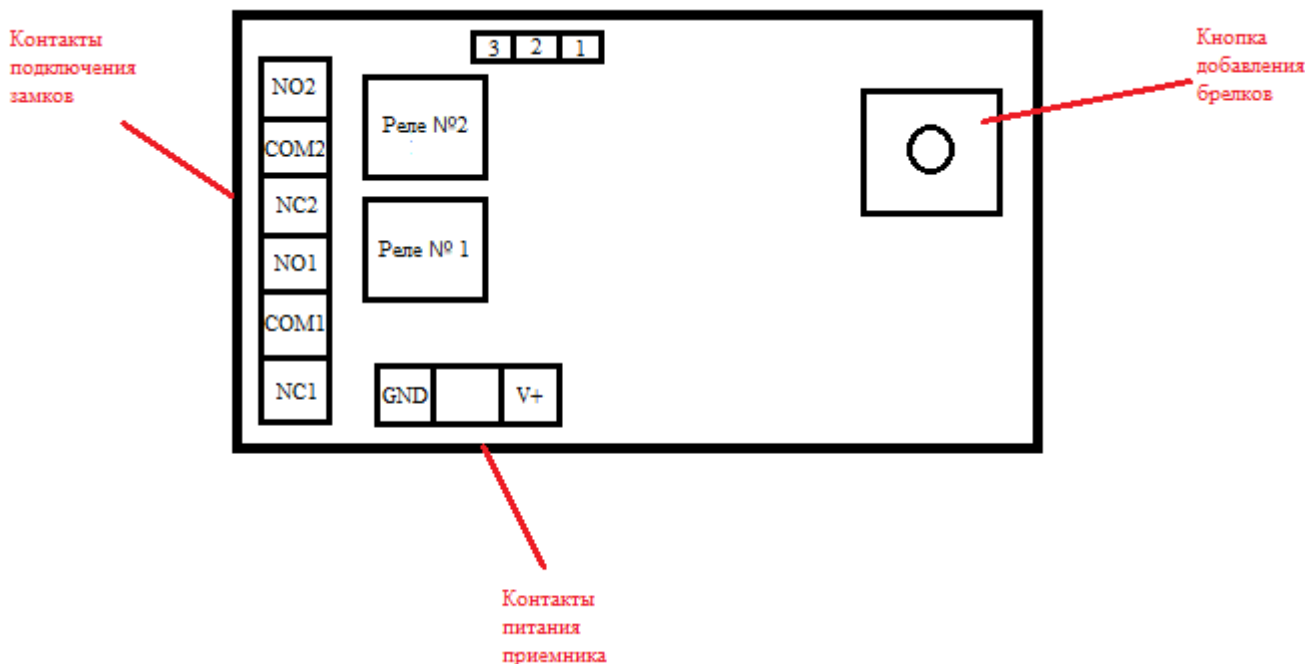 Контакты
подключения
замков
3 2 1
Кнопка
добавления
брелков
NO2
COM2
NC2
NO1
COM1
NC1
Реле №2
Реле № 1
GND V+
Контакты
питания
приемника